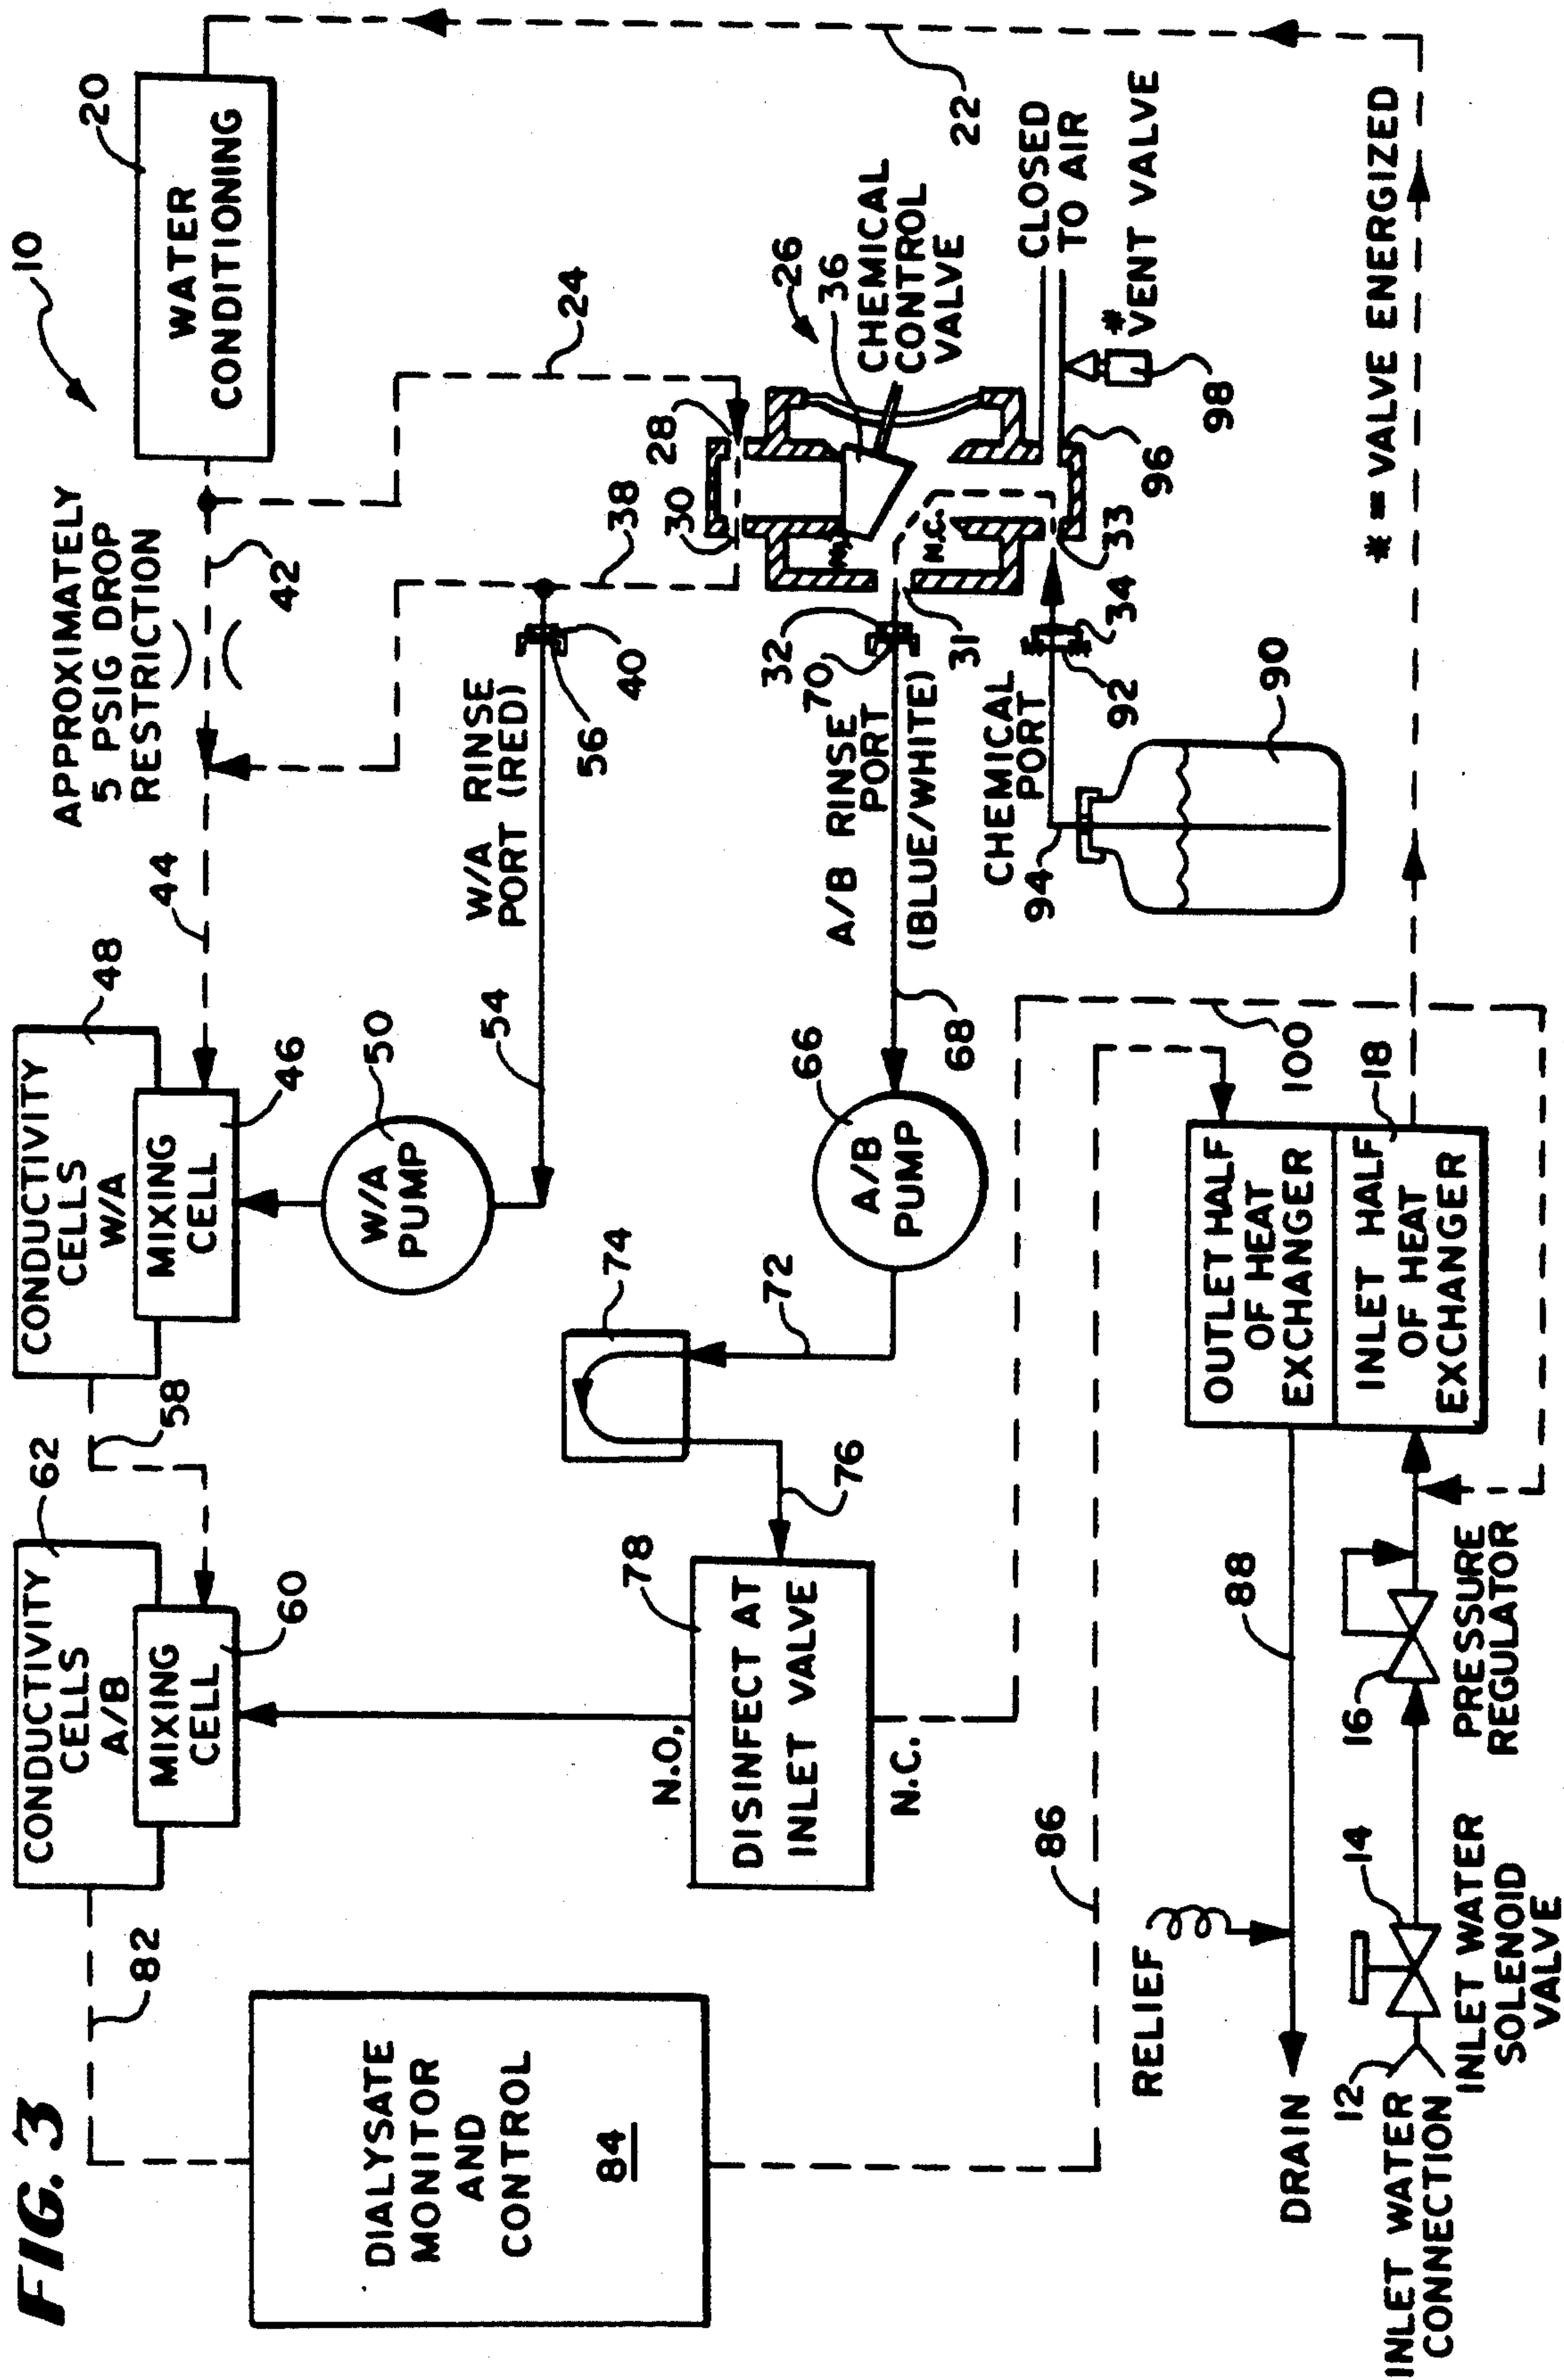 FIG. 3
10
20
WATER
CONDITIONING
22
24
APPROXIMATELY
5 PSIG DROP
RESTRICTION
42
44
CONDUCTIVITY
CELLS
W/A
48
MIXING
CELL
46
W/A
PUMP
50
54
W/A RINSE
PORT (RED)
56
40
38
30
28
26
36
CHEMICAL
CONTROL
VALVE
CLOSED
TO AIR
*
VENT VALVE
98
96
33
34
31
32
70
N.C.
A/B RINSE
PORT
(BLUE/WHITE)
CHEMICAL
PORT
92
94
90
* = VALVE ENERGIZED
68
66
A/B
PUMP
72
74
76
58
CONDUCTIVITY
CELLS
A/B
62
MIXING
CELL
60
78
DISINFECT AT
INLET VALVE
N.O,
N.C.
82
DIALYSATE
MONITOR
AND
CONTROL
84
86
100
OUTLET HALF
OF HEAT
EXCHANGER
INLET HALF
OF HEAT
EXCHANGER
18
88
RELIEF
DRAIN
16
PRESSURE
REGULATOR
14
INLET WATER
SOLENOID
VALVE
12
INLET WATER
CONNECTION